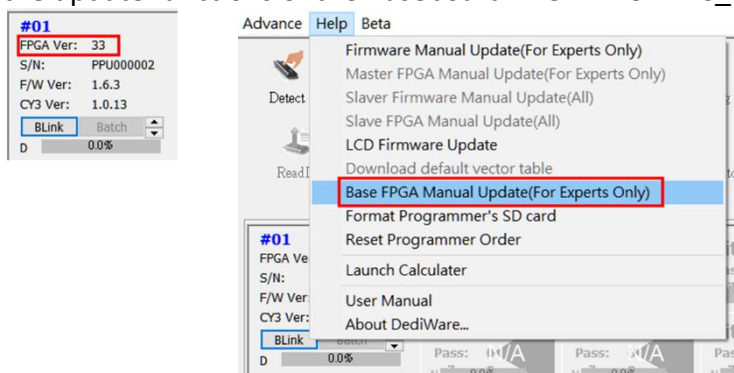 #01
FPGA Ver: 33
S/N: PPU000002
F/W Ver: 1.6.3
CY3 Ver: 1.0.13
BLink Batch
D 0.0%
Advance Help Beta
Detect
Firmware Manual Update(For Experts Only)
Master FPGA Manual Update(For Experts Only)
Slaver Firmware Manual Update(All)
Slave FPGA Manual Update(All)
LCD Firmware Update
Download default vector table
Base FPGA Manual Update(For Experts Only)
Format Programmer's SD card
Reset Programmer Order
Launch Calculater
User Manual
About DediWare...
#01
FPGA Ve
S/N:
F/W Ver:
CY3 Ver:
BLink Batch
D 0.0%
Pass: N/A Pass: N/A Pas